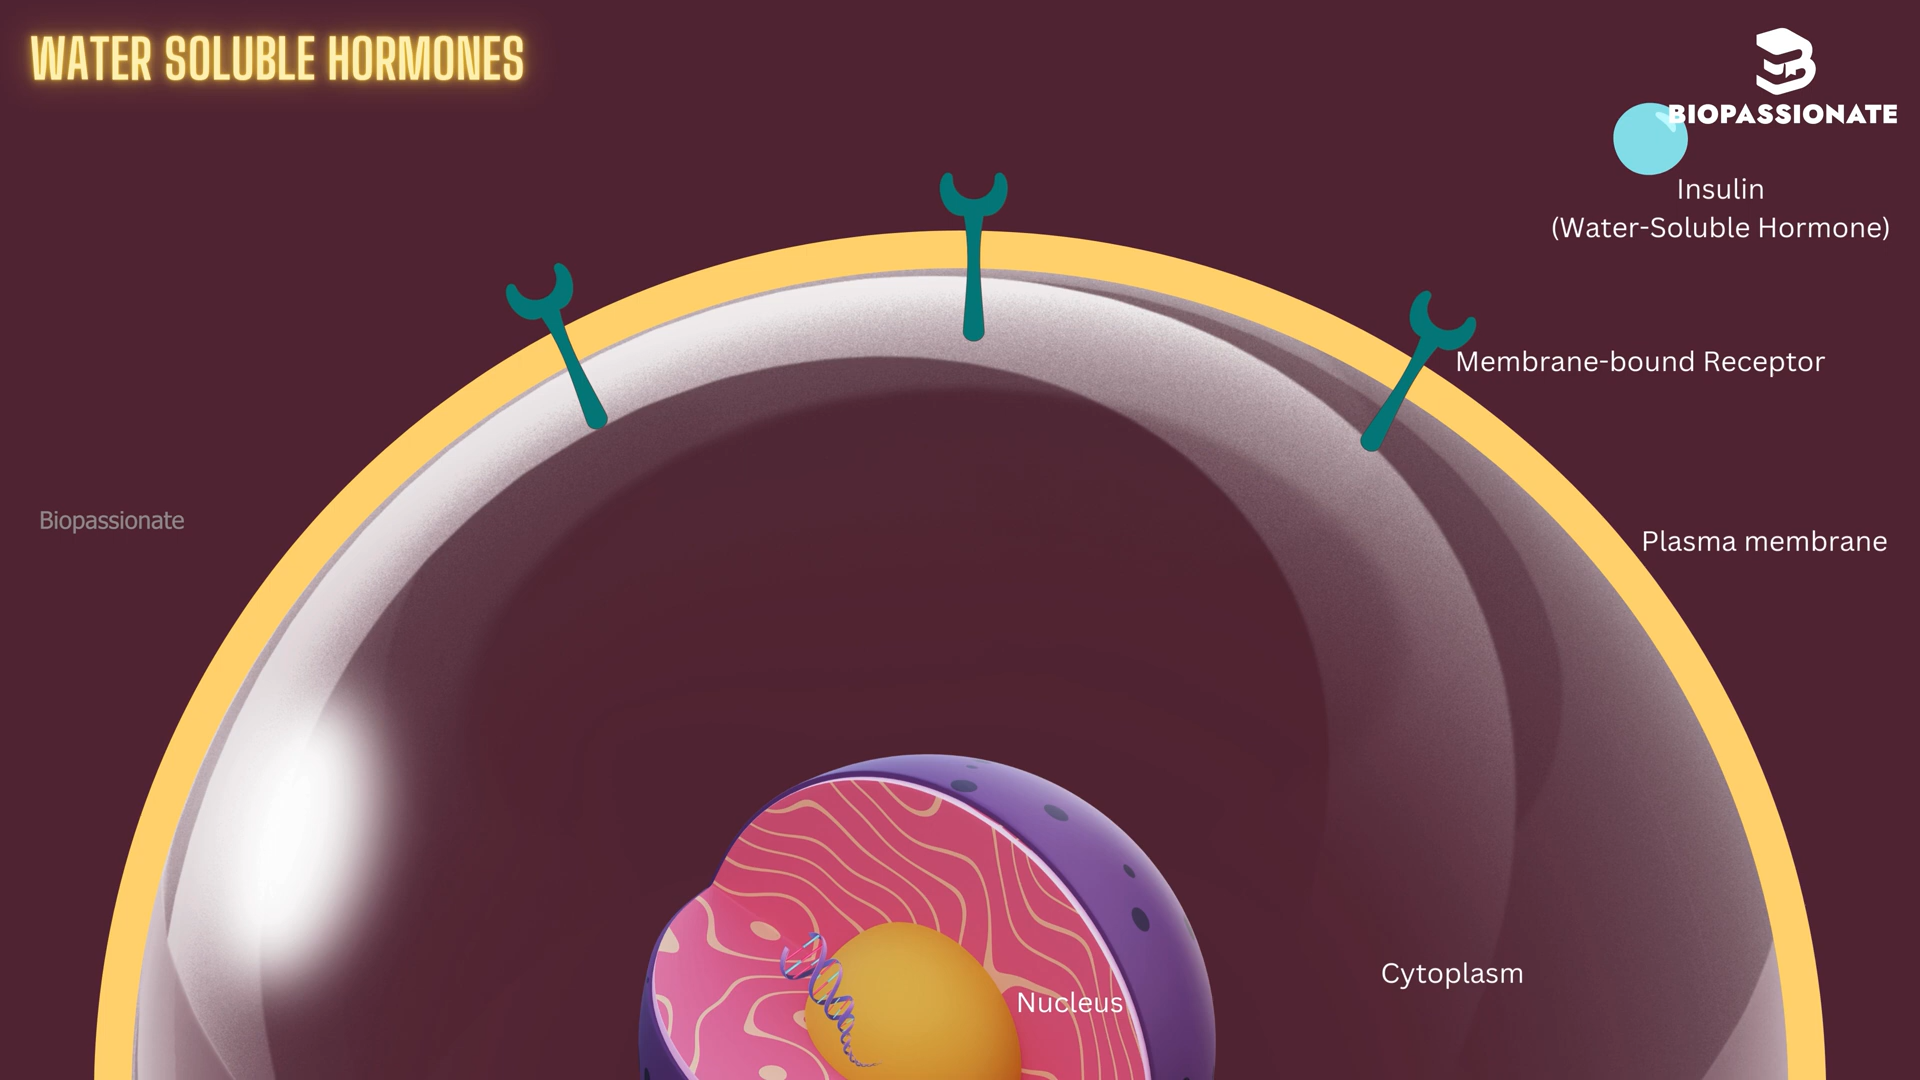 WATER SOLUBLE HORMONES
BIOPASSIONATE
Insulin
(Water-Soluble Hormone)
Membrane-bound Receptor
Biopassionate
Plasma membrane
Cytoplasm
Nucleus